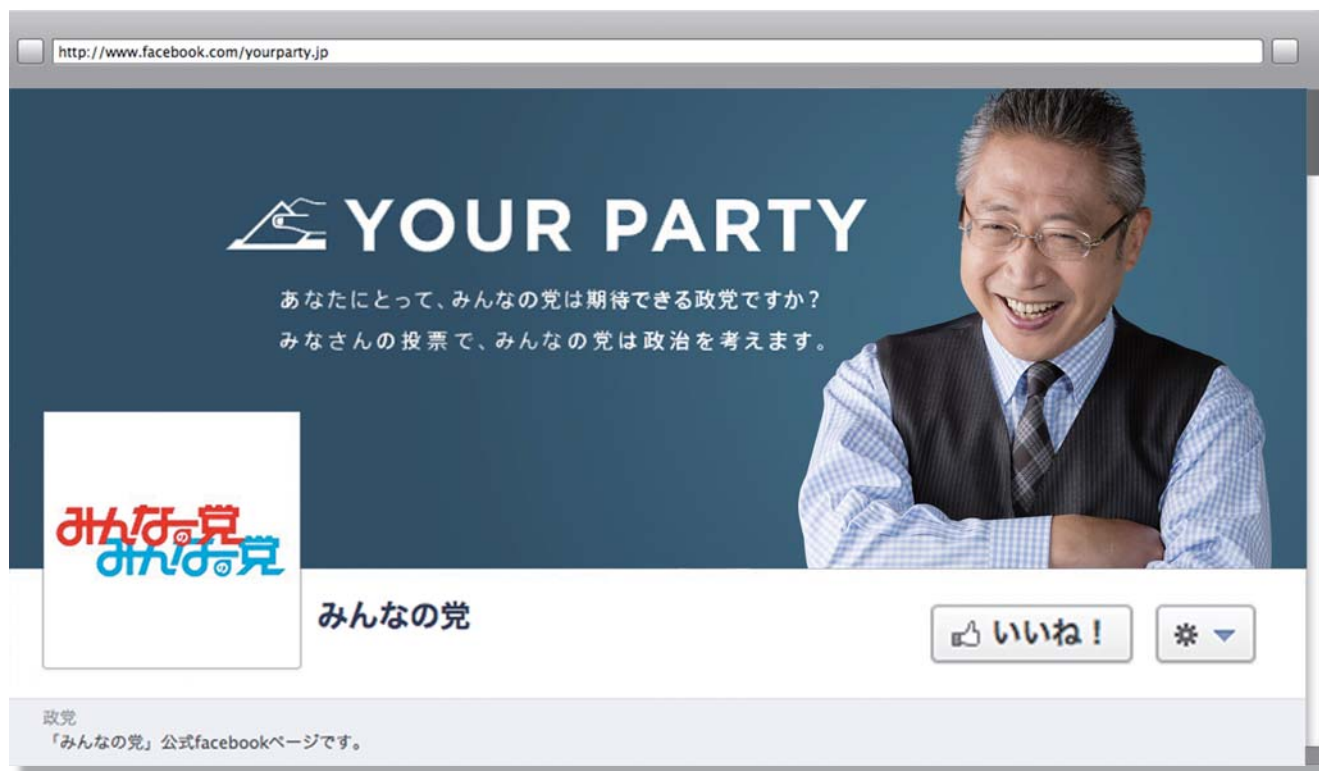 http://www.facebook.com/yourparty.jp
YOUR PARTY
あなたにとって、みんなの党は期待できる政党ですか?
みなさんの投票で、みんなの党は政治を考えます。
みんなの党
みんなの党
みんなの党
いいね!
政党
「みんなの党」公式facebookページです。